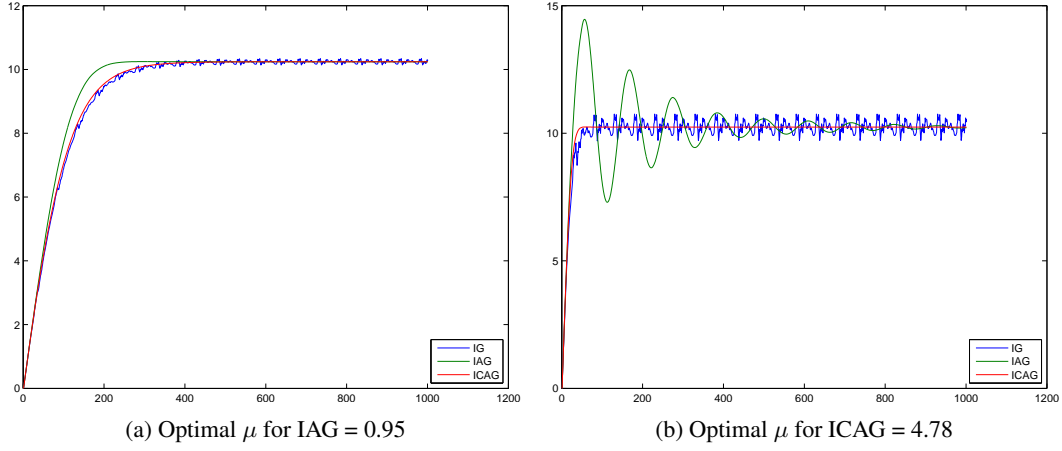 12
10
8
6
4
2
0
0 200 400 600 800 1000 1200
IG
IAG
ICAG
(a) Optimal μ for IAG = 0.95
15
10
5
0
0 200 400 600 800 1000 1200
IG
IAG
ICAG
(b) Optimal μ for ICAG = 4.78